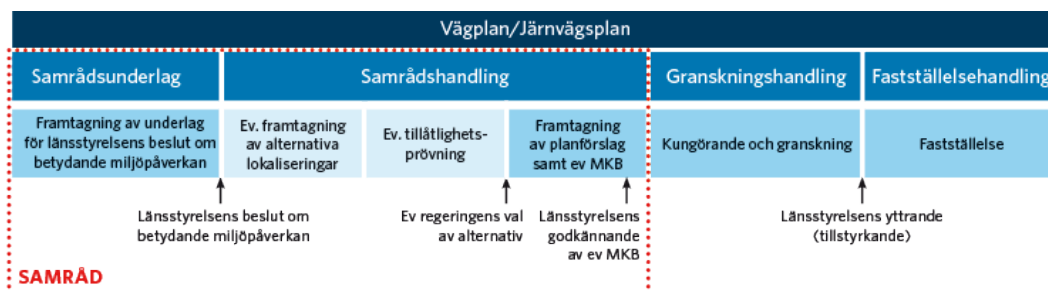 Vägplan/Järnvägsplan
Samrådsunderlag
Samrådshandling
Granskningshandling
Fastställelsehandling
Framtagning av underlag
för länsstyrelsens beslut om
betydande miljöpåverkan
Ev. framtagning
av alternativa
lokaliseringar
Ev. tillåtlighets-
prövning
Framtagning
av planförslag
samt ev MKB
Kungörande och granskning
Fastställelse
Länsstyrelsens beslut om
betydande miljöpåverkan
Ev regeringens val
av alternativ
Länsstyrelsens
godkännande
av ev MKB
Länsstyrelsens yttrande
(tillstyrkande)
SAMRÅD